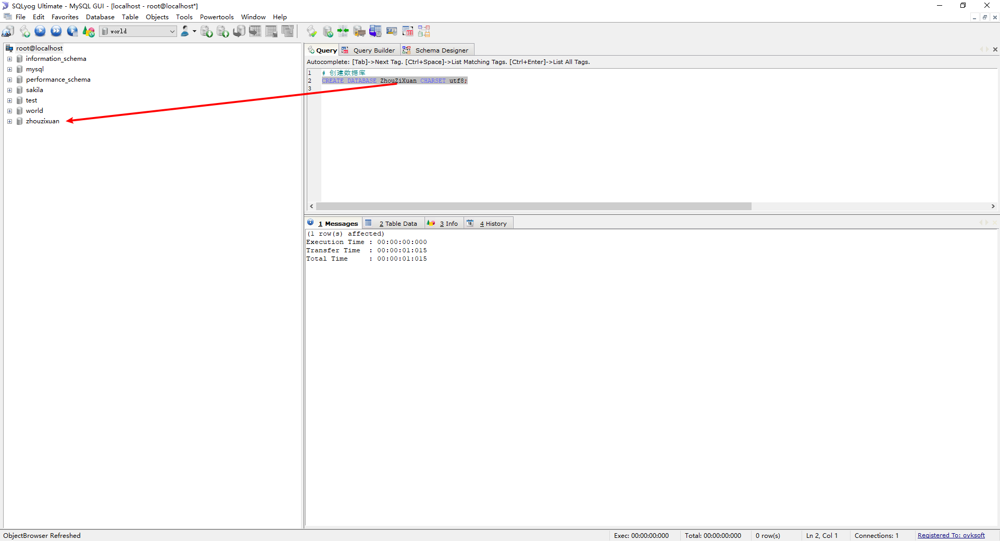 SQLyog Ultimate - MySQL GUI - [localhost - root@localhost*]
File Edit Favorites Database Table Objects Tools Powertools Window Help
world
root@localhost
information_schema
mysql
performance_schema
sakila
test
world
zhouzixuan
Query Query Builder Schema Designer
Autocomplete: [Tab]->Next Tag. [Ctrl+Space]->List Matching Tags. [Ctrl+Enter]->List All Tags.
1 # 创建数据库
2 CREATE DATABASE ZhouZiXuan CHARSET utf8;
3
1 Messages 2 Table Data 3 Info 4 History
(1 row(s) affected)
Execution Time : 00:00:00:000
Transfer Time : 00:00:01:015
Total Time : 00:00:01:015
ObjectBrowser Refreshed Exec: 00:00:00:000 Total: 00:00:00:000 0 row(s) Ln 2, Col 1 Connections: 1 Registered To: ovksoft